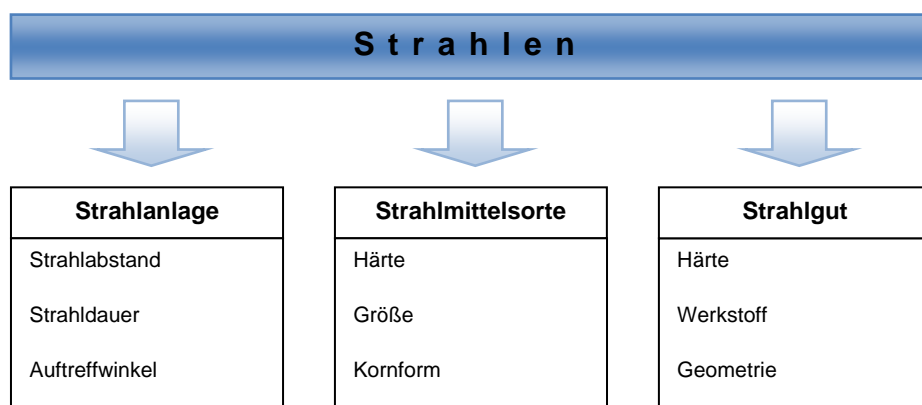 S t r a h l e n
Strahlanlage
Strahlabstand
Strahldauer
Auftreffwinkel
Strahlmittelsorte
Härte
Größe
Kornform
Strahlgut
Härte
Werkstoff
Geometrie